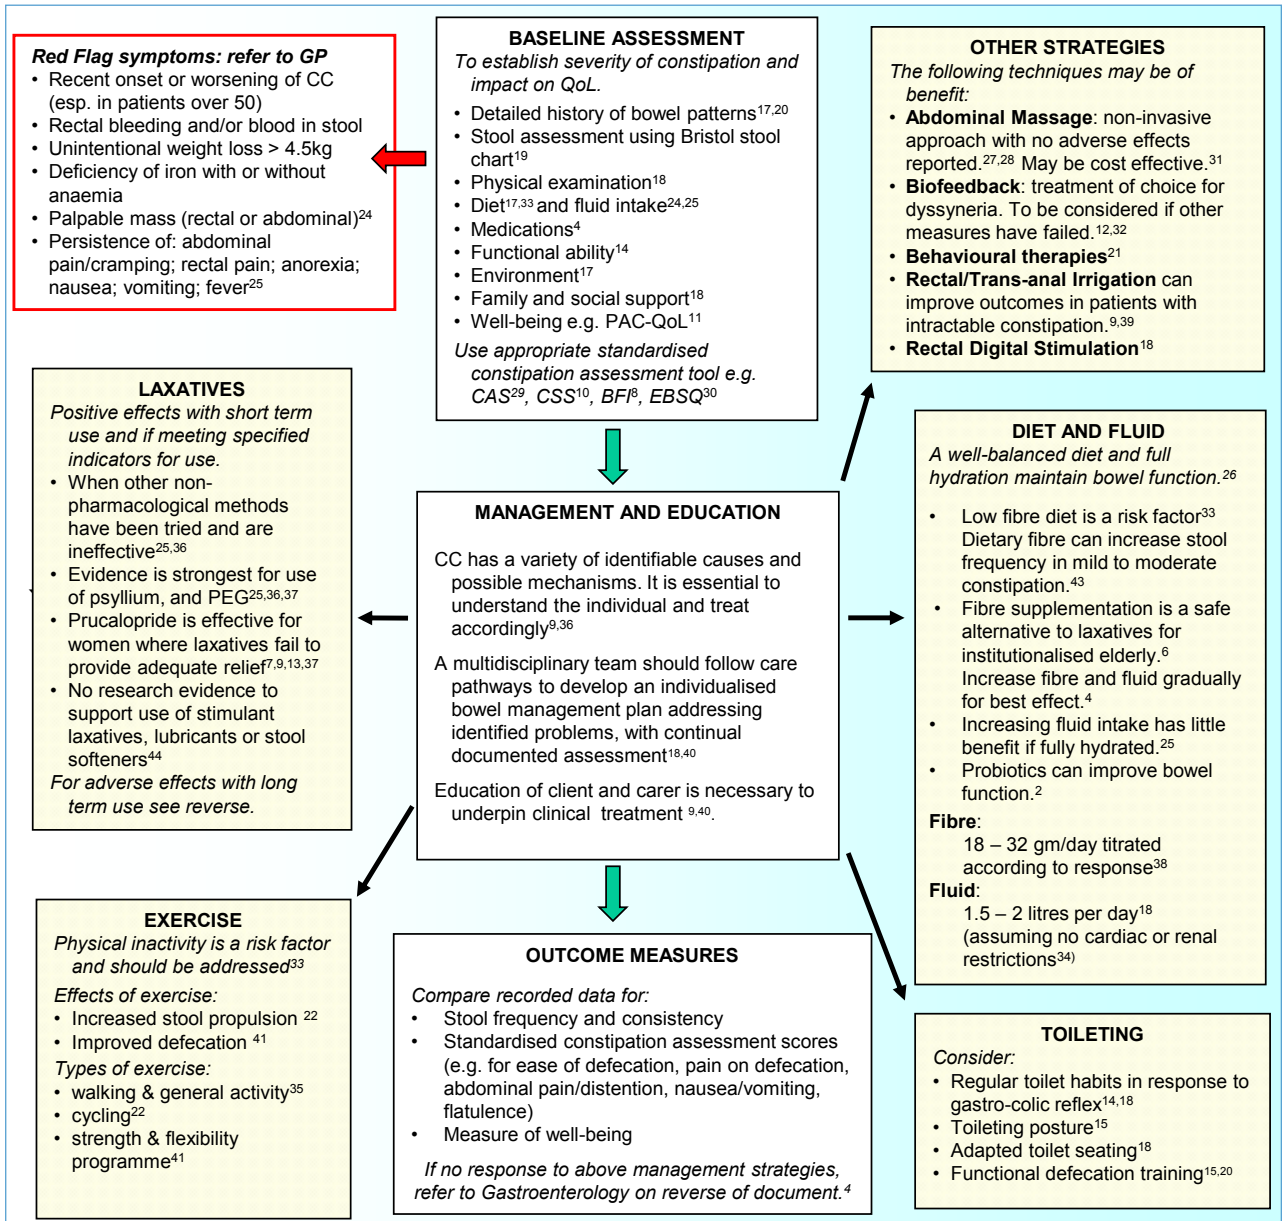 Red Flag symptoms: refer to GP
• Recent onset or worsening of CC
(esp. in patients over 50)
• Rectal bleeding and/or blood in stool
• Unintentional weight loss > 4.5kg
• Deficiency of iron with or without
anaemia
• Palpable mass (rectal or abdominal)24
• Persistence of: abdominal
pain/cramping; rectal pain; anorexia;
nausea; vomiting; fever25
BASELINE ASSESSMENT
To establish severity of constipation and
impact on QoL.
• Detailed history of bowel patterns17,20
• Stool assessment using Bristol stool
chart19
• Physical examination18
• Diet17,33 and fluid intake24,25
• Medications4
• Functional ability14
• Environment17
• Family and social support18
• Well-being e.g. PAC-QoL11
Use appropriate standardised
constipation assessment tool e.g.
CAS29, CSS10, BFI8, EBSQ30
OTHER STRATEGIES
The following techniques may be of
benefit:
• Abdominal Massage: non-invasive
approach with no adverse effects
reported.27,28 May be cost effective.31
• Biofeedback: treatment of choice for
dyssyneria. To be considered if other
measures have failed.12,32
• Behavioural therapies21
• Rectal/Trans-anal Irrigation can
improve outcomes in patients with
intractable constipation.9,39
• Rectal Digital Stimulation18
LAXATIVES
Positive effects with short term
use and if meeting specified
indicators for use.
• When other non-
pharmacological methods
have been tried and are
ineffective25,36
• Evidence is strongest for use
of psyllium, and PEG25,36,37
• Prucalopride is effective for
women where laxatives fail to
provide adequate relief7,9,13,37
• No research evidence to
support use of stimulant
laxatives, lubricants or stool
softeners44
For adverse effects with long
term use see reverse.
MANAGEMENT AND EDUCATION
CC has a variety of identifiable causes and
possible mechanisms. It is essential to
understand the individual and treat
accordingly9,36
A multidisciplinary team should follow care
pathways to develop an individualised
bowel management plan addressing
identified problems, with continual
documented assessment18,40
Education of client and carer is necessary to
underpin clinical treatment 9,40.
DIET AND FLUID
A well-balanced diet and full
hydration maintain bowel function.26
• Low fibre diet is a risk factor33
Dietary fibre can increase stool
frequency in mild to moderate
constipation.43
• Fibre supplementation is a safe
alternative to laxatives for
institutionalised elderly.6
Increase fibre and fluid gradually
for best effect.4
• Increasing fluid intake has little
benefit if fully hydrated.25
• Probiotics can improve bowel
function.2
Fibre:
18 – 32 gm/day titrated
according to response38
Fluid:
1.5 – 2 litres per day18
(assuming no cardiac or renal
restrictions34)
EXERCISE
Physical inactivity is a risk factor
and should be addressed33
Effects of exercise:
• Increased stool propulsion 22
• Improved defecation 41
Types of exercise:
• walking & general activity35
• cycling22
• strength & flexibility
programme41
OUTCOME MEASURES
Compare recorded data for:
• Stool frequency and consistency
• Standardised constipation assessment scores
(e.g. for ease of defecation, pain on defecation,
abdominal pain/distention, nausea/vomiting,
flatulence)
• Measure of well-being
If no response to above management strategies,
refer to Gastroenterology on reverse of document.4
TOILETING
Consider:
• Regular toilet habits in response to
gastro-colic reflex14,18
• Toileting posture15
• Adapted toilet seating18
• Functional defecation training15,20